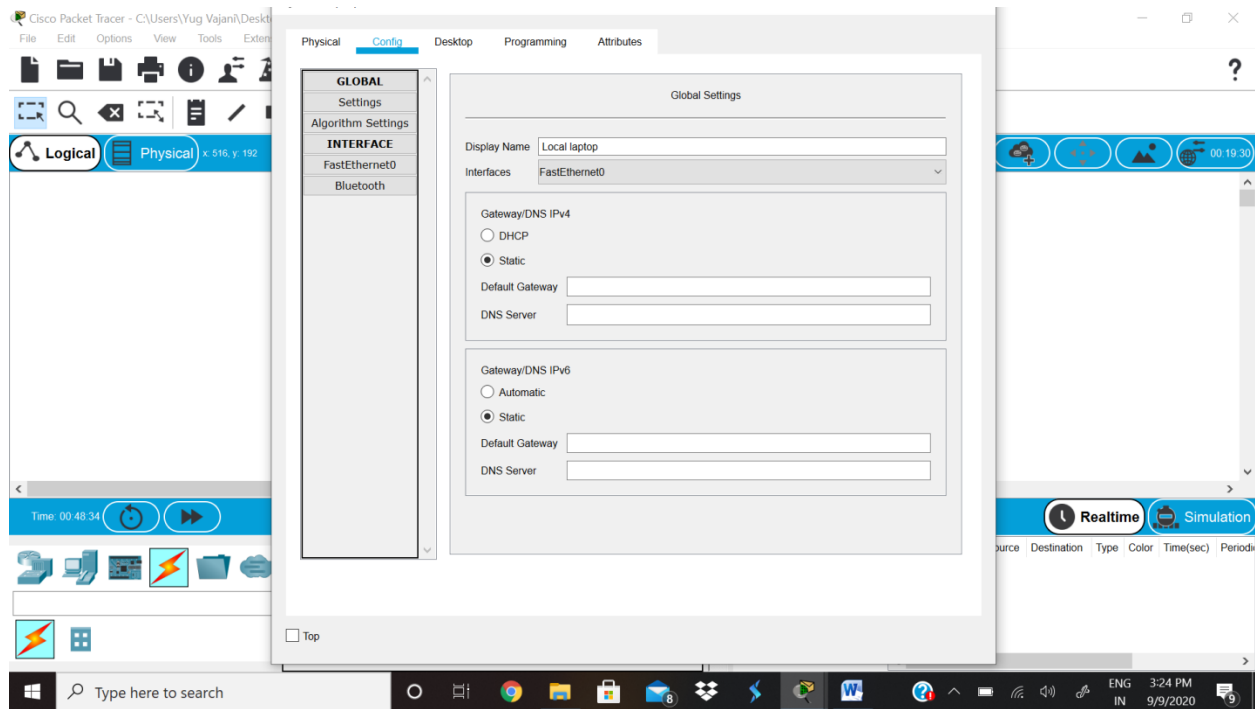 Cisco Packet Tracer - C:\Users\Yug Vajani\Deskt
File Edit Options View Tools Exten
Physical Config Desktop Programming Attributes
GLOBAL
Settings
Algorithm Settings
INTERFACE
FastEthernet0
Bluetooth
Global Settings
Display Name Local laptop
Interfaces FastEthernet0
Gateway/DNS IPv4
DHCP
Static
Default Gateway
DNS Server
Gateway/DNS IPv6
Automatic
Static
Default Gateway
DNS Server
Top
?
Logical Physical x: 516, y: 192
00:19:30
Time: 00:48:34
Realtime Simulation
ource Destination Type Color Time(sec) Periodi
Type here to search
8
W
ENG
IN
3:24 PM
9/9/2020
9